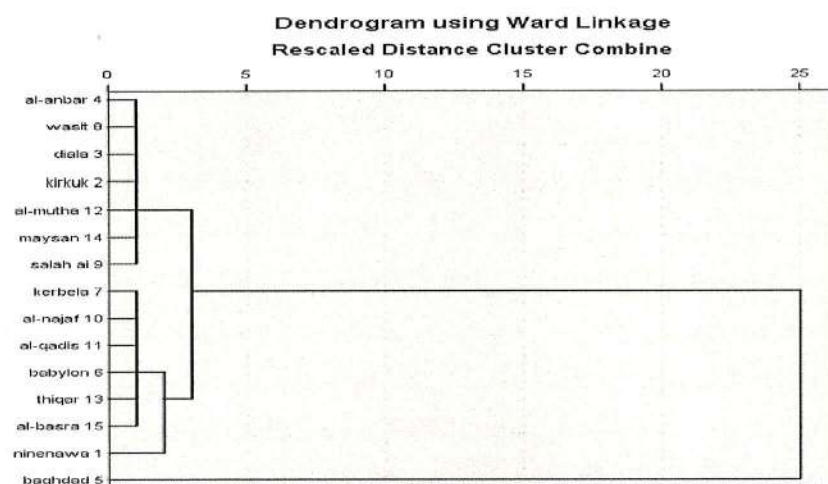 Dendrogram using Ward Linkage
Rescaled Distance Cluster Combine
0 5 10 15 20 25
al-anbar 4
wasit 8
diala 3
kirkuk 2
al-mutha 12
maysan 14
salah al 9
kerbela 7
al-najaf 10
al-qadis 11
babylon 6
thiqar 13
al-basra 15
ninenawa 1
baghdad 5